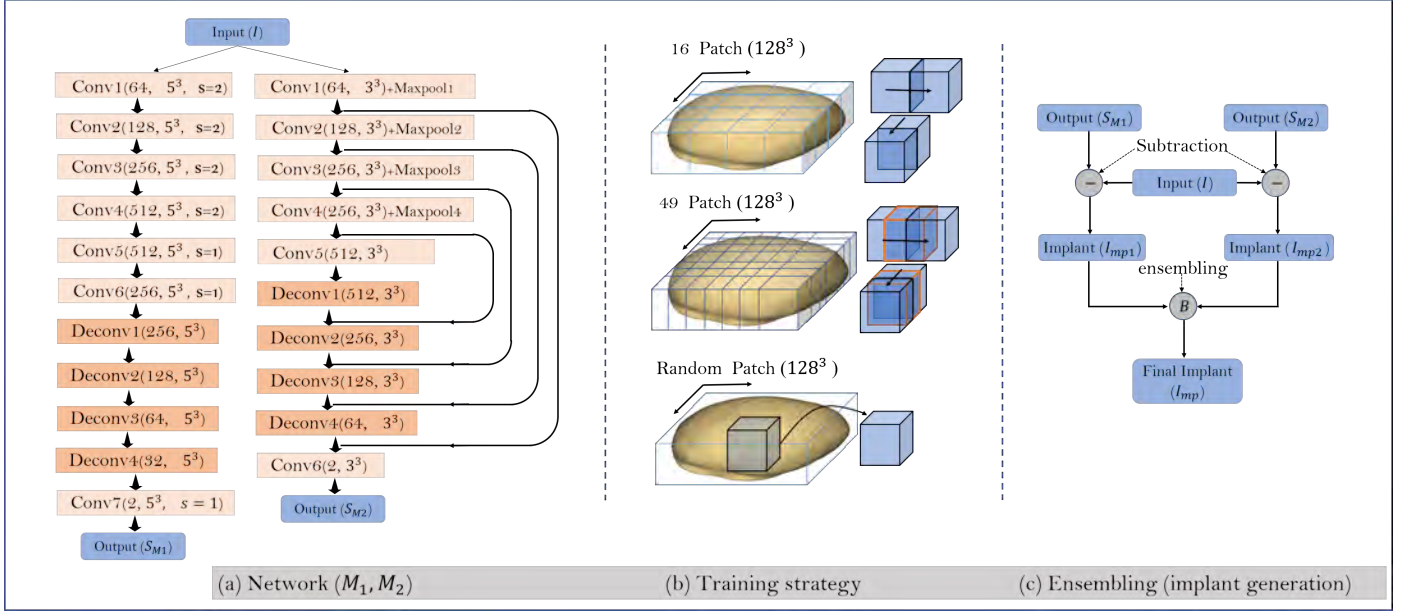 Input (I)
Conv1(64, 5³, s=2)
Conv2(128, 5³, s=2)
Conv3(256, 5³, s=2)
Conv4(512, 5³, s=2)
Conv5(512, 5³, s=1)
Conv6(256, 5³, s=1)
Deconv1(256, 5³)
Deconv2(128, 5³)
Deconv3(64, 5³)
Deconv4(32, 5³)
Conv7(2, 5³, s = 1)
Output (S_M1)
Conv1(64, 3³)+Maxpool1
Conv2(128, 3³)+Maxpool2
Conv3(256, 3³)+Maxpool3
Conv4(256, 3³)+Maxpool4
Conv5(512, 3³)
Deconv1(512, 3³)
Deconv2(256, 3³)
Deconv3(128, 3³)
Deconv4(64, 3³)
Conv6(2, 3³)
Output (S_M2)
(a) Network (M₁, M₂)
16 Patch (128³ )
49 Patch (128³ )
Random Patch (128³ )
(b) Training strategy
Output (S_M1)
Output (S_M2)
Subtraction
−
Input (I)
−
Implant (I_mp1)
Implant (I_mp2)
ensembling
B
Final Implant
(I_mp)
(c) Ensembling (implant generation)